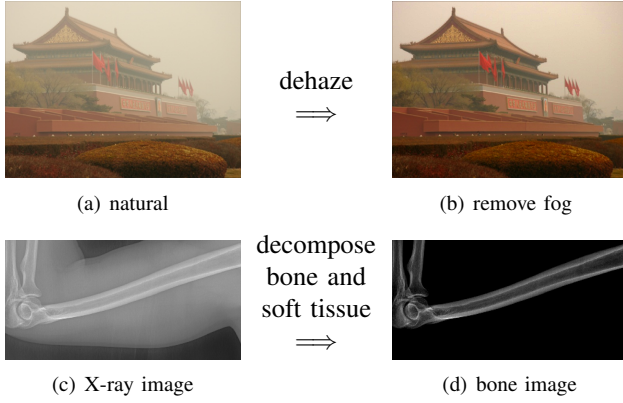 dehaze
⟹
(a) natural
(b) remove fog
decompose
bone and
soft tissue
⟹
(c) X-ray image
(d) bone image